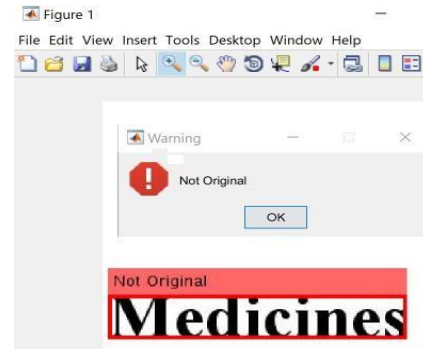 Figure 1
File Edit View Insert Tools Desktop Window Help
Warning
Not Original
OK
Not Original
Medicines